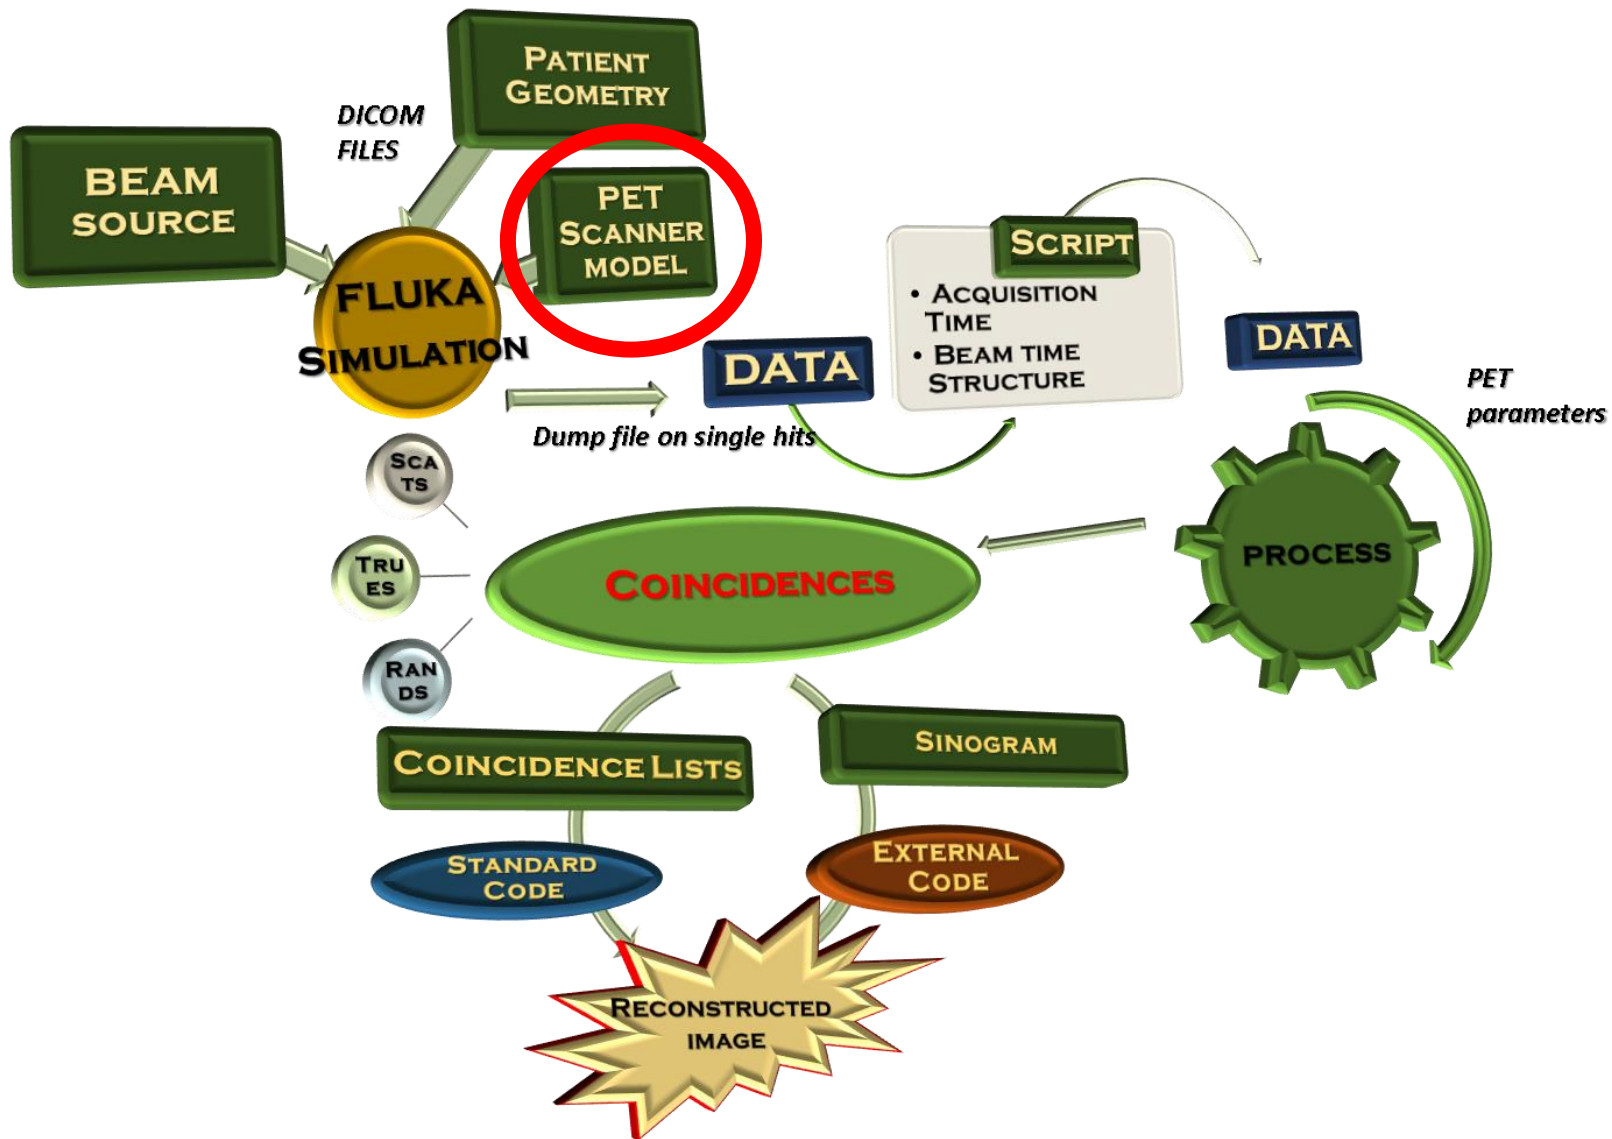 PATIENT
GEOMETRY
DICOM
FILES
BEAM
SOURCE
PET
SCANNER
MODEL
FLUKA
SIMULATION
SCRIPT
• ACQUISITION
TIME
• BEAM TIME
STRUCTURE
DATA
DATA
PET
parameters
Dump file on single hits
SCA
TS
TRU
ES
RAN
DS
COINCIDENCES
PROCESS
COINCIDENCE LISTS
SINOGRAM
STANDARD
CODE
EXTERNAL
CODE
RECONSTRUCTED
IMAGE